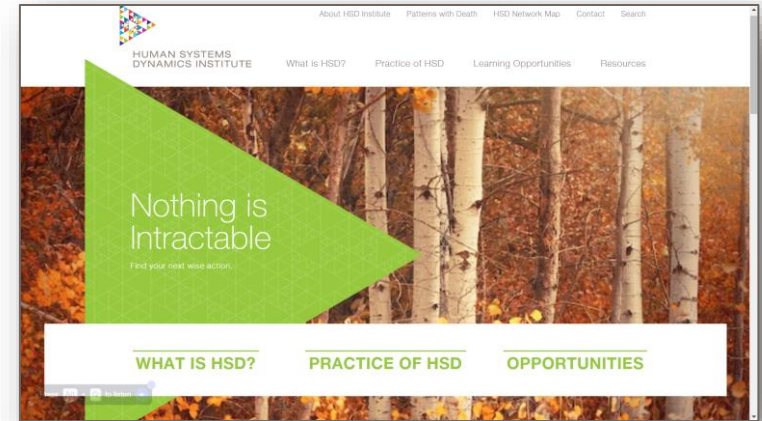 About HSD Institute Patterns with Death HSD Network Map Contact Search
HUMAN SYSTEMS
DYNAMICS INSTITUTE
What is HSD? Practice of HSD Learning Opportunities Resources
Nothing is
Intractable
Find your next wise action.
WHAT IS HSD? PRACTICE OF HSD OPPORTUNITIES
to listen